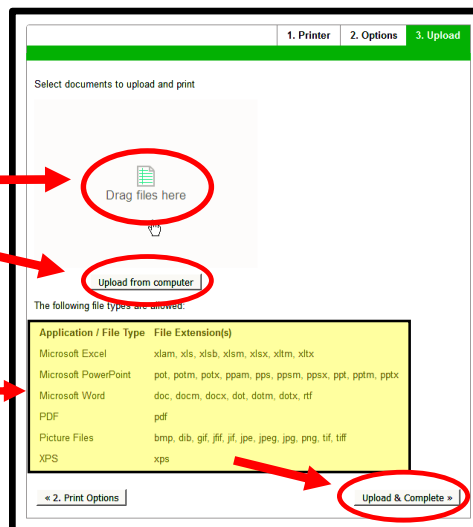 1. Printer 2. Options 3. Upload
Select documents to upload and print
Drag files here
Upload from computer
The following file types are allowed:
Application / File Type File Extension(s)
Microsoft Excel xlam, xls, xlsb, xlsm, xlsx, xltm, xltx
Microsoft PowerPoint pot, potm, potx, ppam, pps, ppsm, ppsx, ppt, pptm, pptx
Microsoft Word doc, docm, docx, dot, dotm, dotx, rtf
PDF pdf
Picture Files bmp, dib, gif, jfif, jif, jpe, jpeg, jpg, png, tif, tiff
XPS xps
« 2. Print Options Upload & Complete »